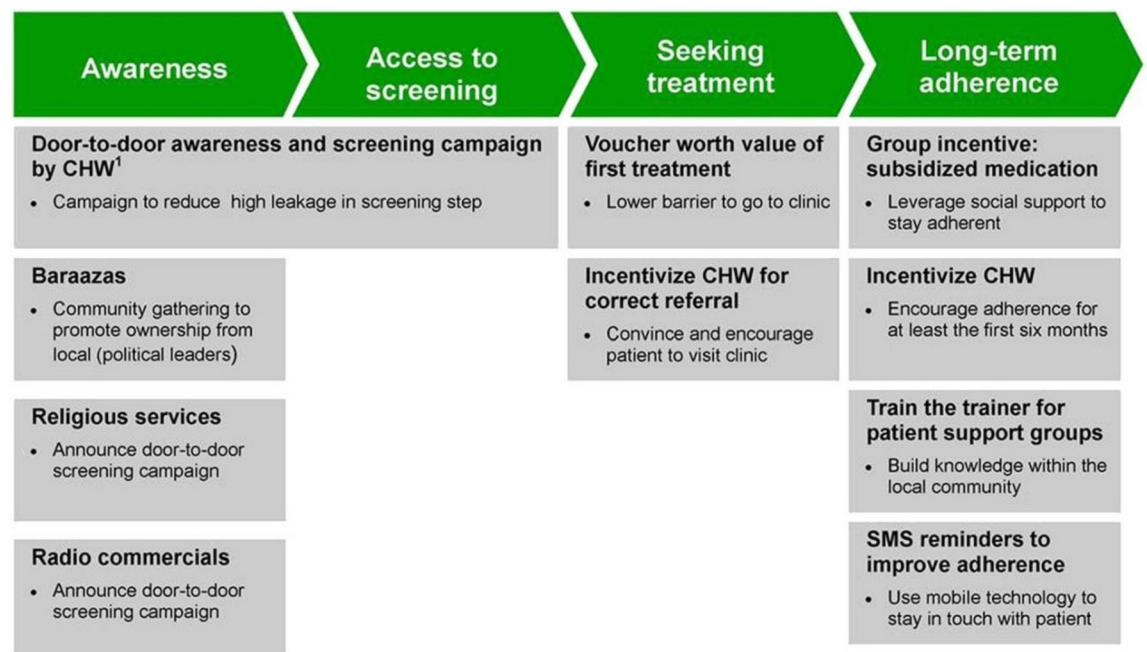 Awareness
Access to
screening
Seeking
treatment
Long-term
adherence
Door-to-door awareness and screening campaign
by CHW¹
• Campaign to reduce high leakage in screening step
Baraazas
• Community gathering to
promote ownership from
local (political leaders)
Religious services
• Announce door-to-door
screening campaign
Radio commercials
• Announce door-to-door
screening campaign
Voucher worth value of
first treatment
• Lower barrier to go to clinic
Incentivize CHW for
correct referral
• Convince and encourage
patient to visit clinic
Group incentive:
subsidized medication
• Leverage social support to
stay adherent
Incentivize CHW
• Encourage adherence for
at least the first six months
Train the trainer for
patient support groups
• Build knowledge within the
local community
SMS reminders to
improve adherence
• Use mobile technology to
stay in touch with patient